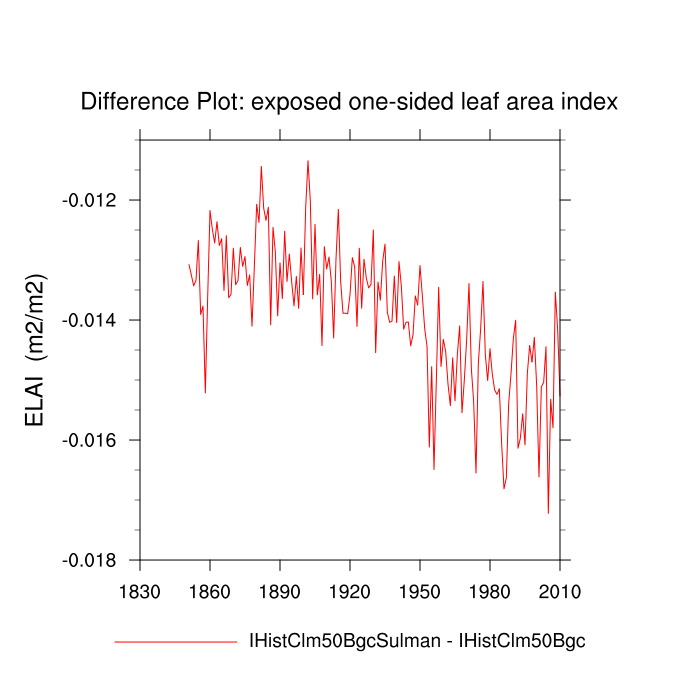 Difference Plot: exposed one-sided leaf area index
ELAI (m2/m2)
-0.012
-0.014
-0.016
-0.018
1830 1860 1890 1920 1950 1980 2010
IHistClm50BgcSulman - IHistClm50Bgc